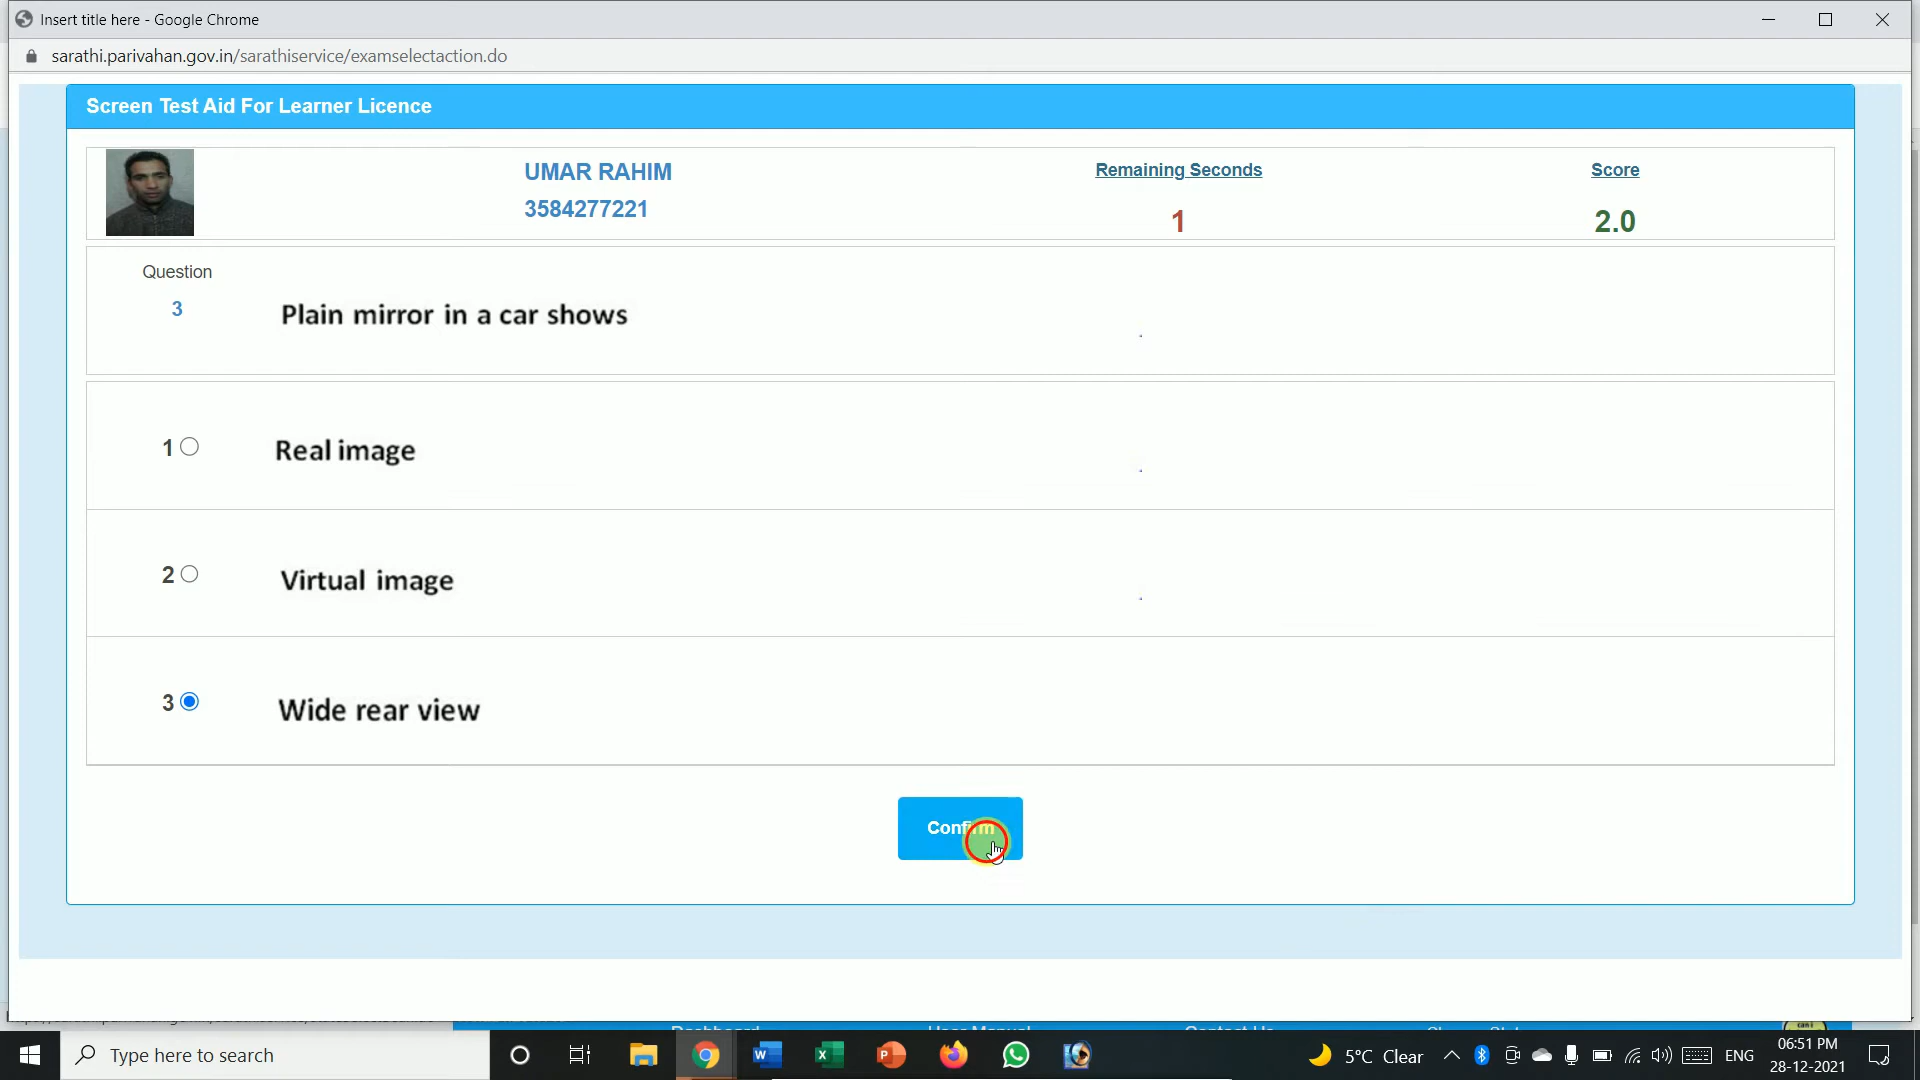 Insert title here - Google Chrome
sarathi.parivahan.gov.in/sarathiservice/examselectaction.do
Screen Test Aid For Learner Licence
UMAR RAHIM
3584277221
Remaining Seconds
1
Score
2.0
Question
3
Plain mirror in a car shows
1
Real image
2
Virtual image
3
Wide rear view
Confirm
Type here to search
5°C Clear
ENG
06:51 PM
28-12-2021